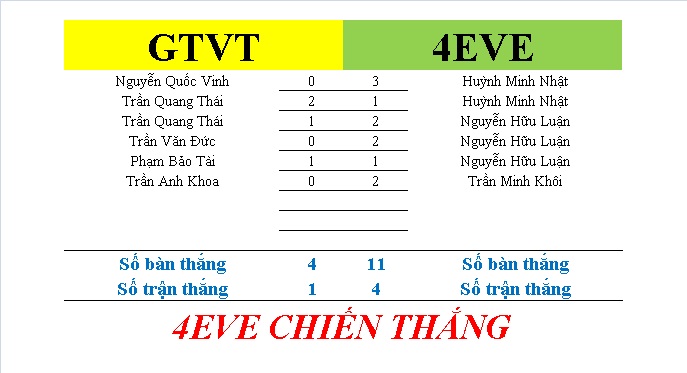 GTVT 4EVE
Nguyễn Quốc Vinh 0 3 Huỳnh Minh Nhật
Trần Quang Thái 2 1 Huỳnh Minh Nhật
Trần Quang Thái 1 2 Nguyễn Hữu Luận
Trần Văn Đức 0 2 Nguyễn Hữu Luận
Phạm Bảo Tài 1 1 Nguyễn Hữu Luận
Trần Anh Khoa 0 2 Trần Minh Khôi
Số bàn thắng 4 11 Số bàn thắng
Số trận thắng 1 4 Số trận thắng
4EVE CHIẾN THẮNG